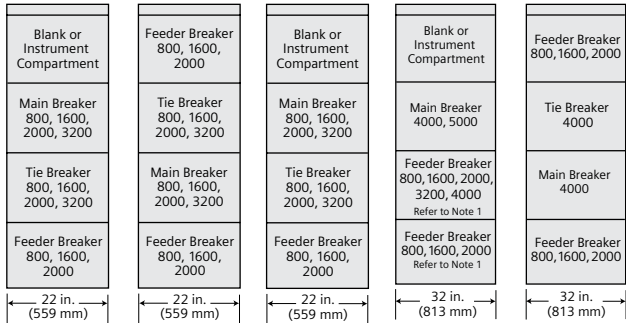 Blank or
Instrument
Compartment
Main Breaker
800, 1600,
2000, 3200
Tie Breaker
800, 1600,
2000, 3200
Feeder Breaker
800, 1600,
2000
22 in.
(559 mm)
Feeder Breaker
800, 1600,
2000
Tie Breaker
800, 1600,
2000, 3200
Main Breaker
800, 1600,
2000, 3200
Feeder Breaker
800, 1600,
2000
22 in.
(559 mm)
Blank or
Instrument
Compartment
Main Breaker
800, 1600,
2000, 3200
Tie Breaker
800, 1600,
2000, 3200
Feeder Breaker
800, 1600,
2000
22 in.
(559 mm)
Blank or
Instrument
Compartment
Main Breaker
4000, 5000
Feeder Breaker
800, 1600, 2000,
3200, 4000
Refer to Note 1
Feeder Breaker
800, 1600, 2000
Refer to Note 1
32 in.
(813 mm)
Feeder Breaker
800,1600,2000
Tie Breaker
4000
Main Breaker
4000
Feeder Breaker
800,1600,2000
32 in.
(813 mm)